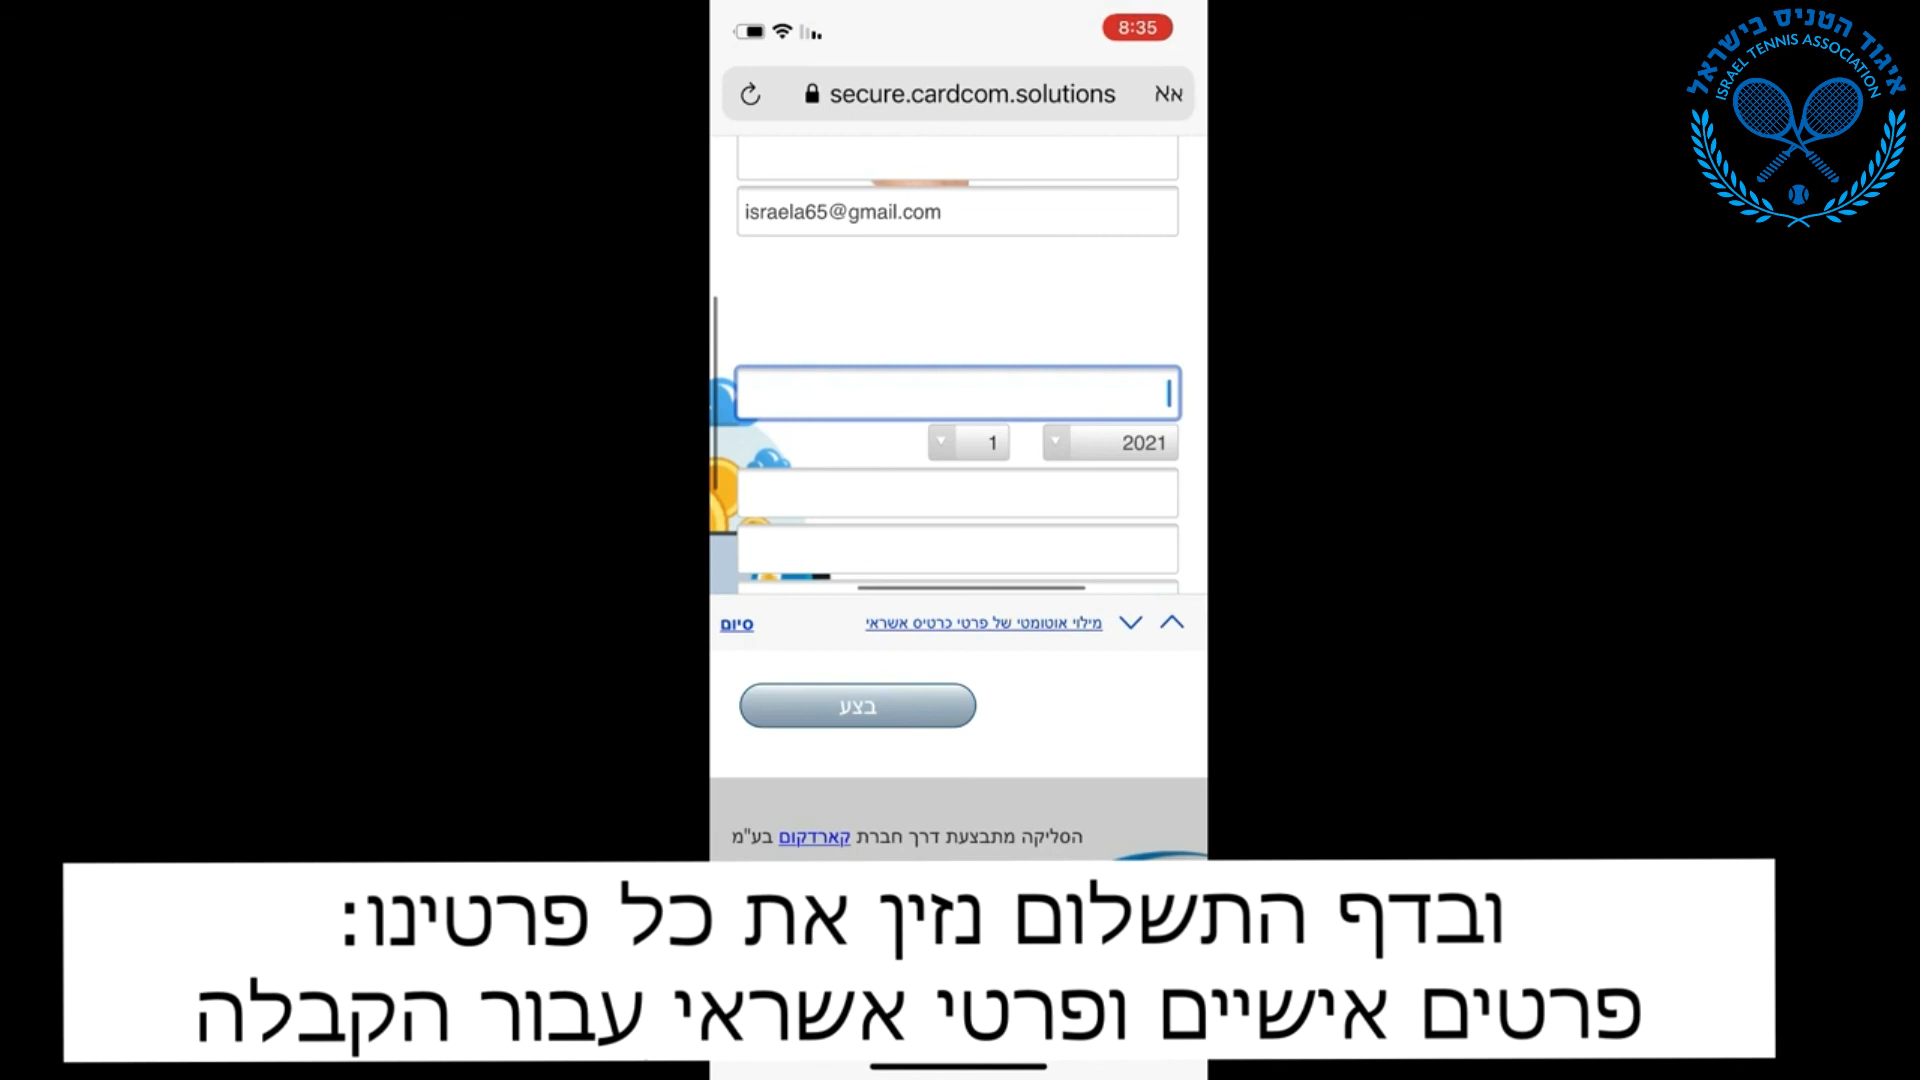 8:35
secure.cardcom.solutions
אא
איגוד הטניס בישראל
ISRAEL TENNIS ASSOCIATION
israela65@gmail.com
1
2021
מילוי אוטומטי של פרטי כרטיס אשראי
סיום
בצע
הסליקה מתבצעת דרך חברת קארדקום בע"מ
ובדף התשלום נזין את כל פרטינו:
פרטים אישיים ופרטי אשראי עבור הקבלה